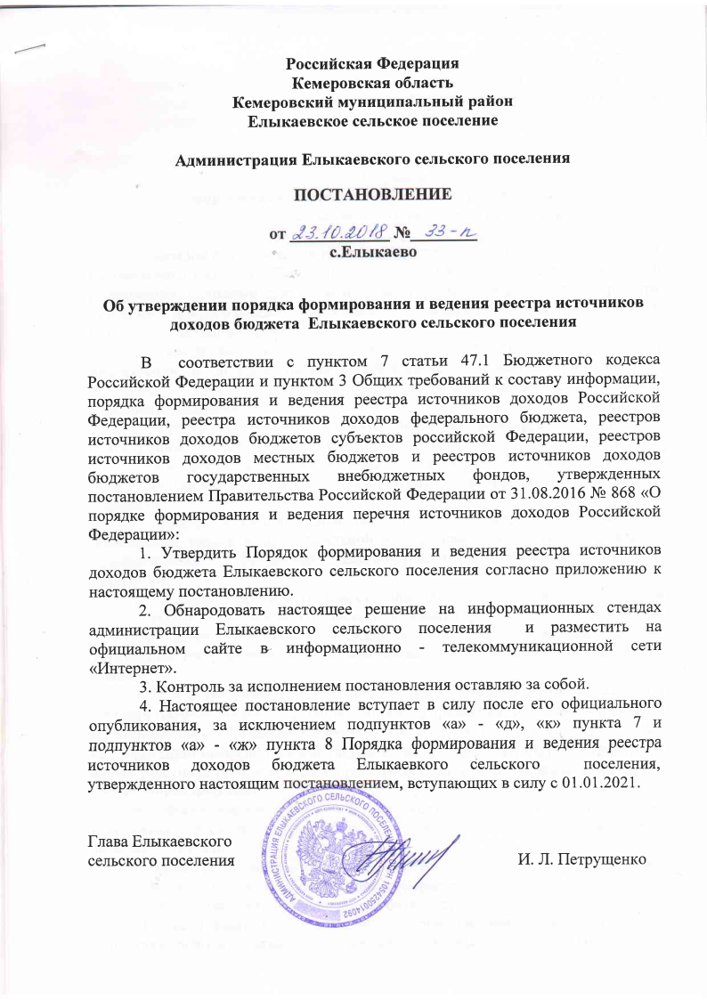 Российская Федерация
Кемеровская область
Кемеровский муниципальный район
Елыкаевское сельское поселение
Администрация Елыкаевского сельского поселения
ПОСТАНОВЛЕНИЕ
от 23.10.2018 № 33-п
с.Елыкаево
Об утверждении порядка формирования и ведения реестра источников
доходов бюджета Елыкаевского сельского поселения
В соответствии с пунктом 7 статьи 47.1 Бюджетного кодекса
Российской Федерации и пунктом 3 Общих требований к составу информации,
порядка формирования и ведения реестра источников доходов Российской
Федерации, реестра источников доходов федерального бюджета, реестров
источников доходов бюджетов субъектов российской Федерации, реестров
источников доходов местных бюджетов и реестров источников доходов
бюджетов государственных внебюджетных фондов, утвержденных
постановлением Правительства Российской Федерации от 31.08.2016 № 868 «О
порядке формирования и ведения перечня источников доходов Российской
Федерации»:
1. Утвердить Порядок формирования и ведения реестра источников
доходов бюджета Елыкаевского сельского поселения согласно приложению к
настоящему постановлению.
2. Обнародовать настоящее решение на информационных стендах
администрации Елыкаевского сельского поселения и разместить на
официальном сайте в информационно - телекоммуникационной сети
«Интернет».
3. Контроль за исполнением постановления оставляю за собой.
4. Настоящее постановление вступает в силу после его официального
опубликования, за исключением подпунктов «а» - «д», «к» пункта 7 и
подпунктов «а» - «ж» пункта 8 Порядка формирования и ведения реестра
источников доходов бюджета Елыкаевкого сельского поселения,
утвержденного настоящим постановлением, вступающих в силу с 01.01.2021.
Глава Елыкаевского
сельского поселения И. Л. Петрущенко
АДМИНИСТРАЦИЯ ЕЛЫКАЕВСКОГО СЕЛЬСКОГО ПОСЕЛЕН
1054250014092